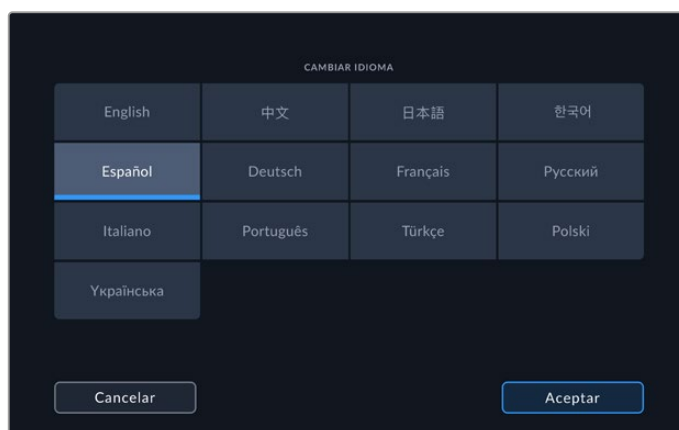 CAMBIAR IDIOMA
English 中文 日本語 한국어
Español Deutsch Français Русский
Italiano Português Türkçe Polski
Українська
Cancelar Aceptar